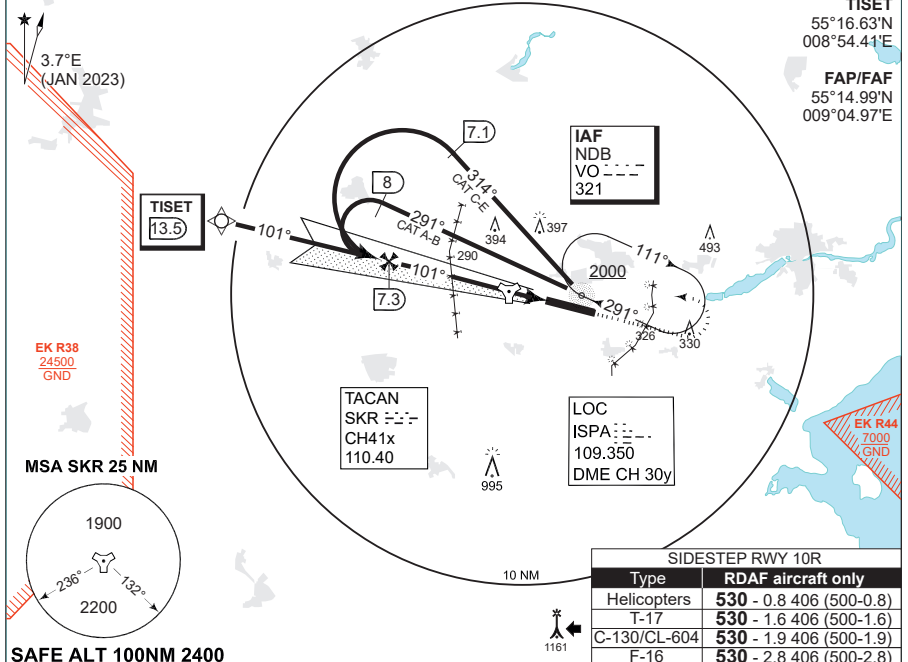 TISET
55°16.63'N
008°54.41'E
FAP/FAF
55°14.99'N
009°04.97'E
3.7°E
(JAN 2023)
7.1
IAF
NDB
VO
321
314°
CAT C-E
8
TISET
13.5
291°
CAT A-B
394
397
493
101°
290
111°
2000
101°
7.3
291°
326
330
EK R38
24500
GND
TACAN
SKR
CH41x
110.40
LOC
ISPA
109.350
DME CH 30y
EK R44
7000
GND
995
MSA SKR 25 NM
1900
236°
132°
2200
SAFE ALT 100NM 2400
10 NM
1161
SIDESTEP RWY 10R
Type RDAF aircraft only
Helicopters 530 - 0.8 406 (500-0.8)
T-17 530 - 1.6 406 (500-1.6)
C-130/CL-604 530 - 1.9 406 (500-1.9)
F-16 530 - 2.8 406 (500-2.8)